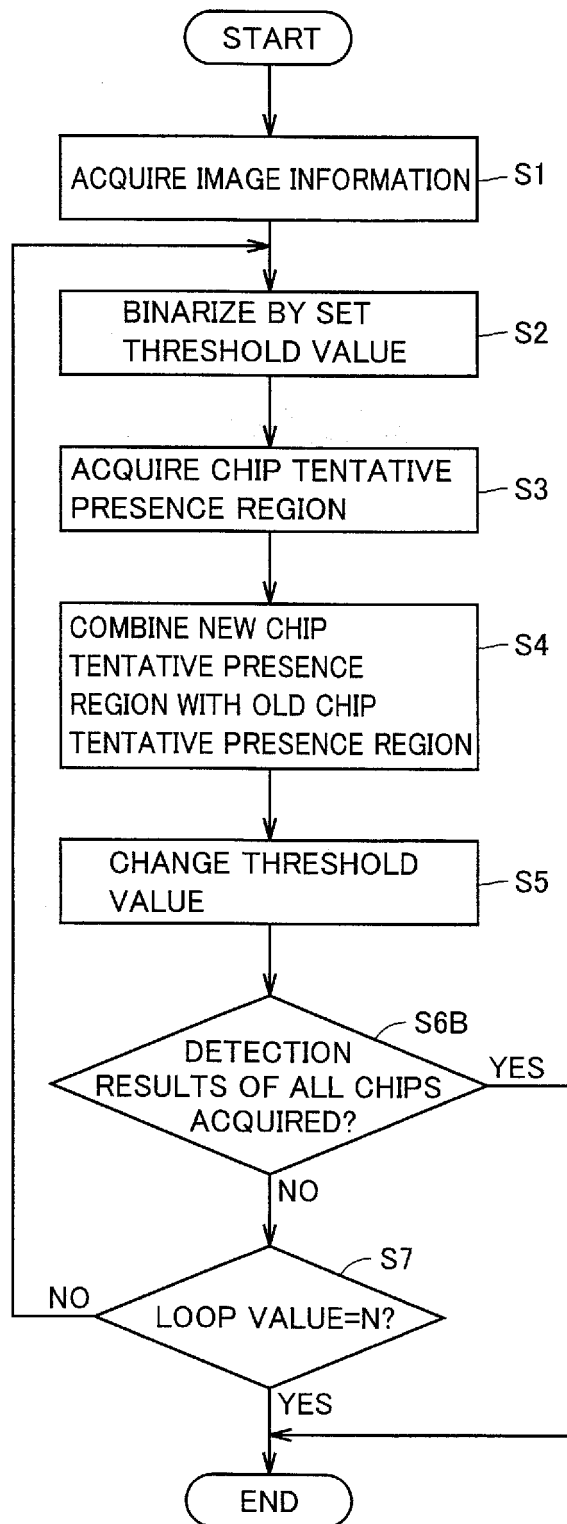 START
ACQUIRE IMAGE INFORMATION
S1
BINARIZE BY SET
THRESHOLD VALUE
S2
ACQUIRE CHIP TENTATIVE
PRESENCE REGION
S3
COMBINE NEW CHIP
TENTATIVE PRESENCE
REGION WITH OLD CHIP
TENTATIVE PRESENCE REGION
S4
CHANGE THRESHOLD
VALUE
S5
S6B
DETECTION
RESULTS OF ALL CHIPS
ACQUIRED?
YES
NO
S7
NO
LOOP VALUE=N?
YES
END